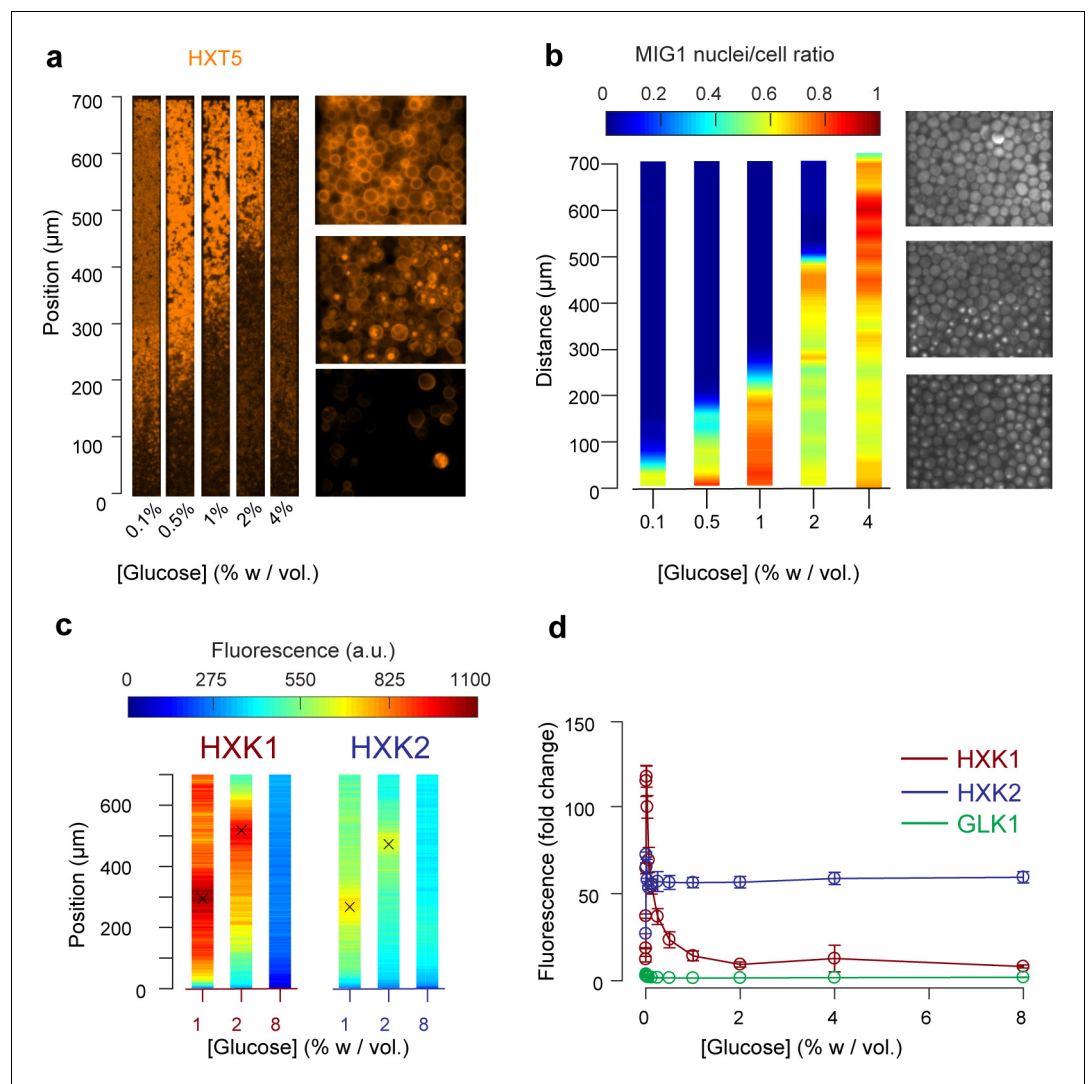 a
HXT5
700
600
500
400
300
200
100
0
Position (µm)
0.1% 0.5% 1% 2% 4%
[Glucose] (% w / vol.)
b
MIG1 nuclei/cell ratio
0 0.2 0.4 0.6 0.8 1
700
600
500
400
300
200
100
0
Distance (µm)
0.1 0.5 1 2 4
[Glucose] (% w / vol.)
c
Fluorescence (a.u.)
0 275 550 825 1100
HXK1 HXK2
600
400
200
0
Position (µm)
1 2 8 1 2 8
[Glucose] (% w / vol.)
d
150
100
50
0
Fluorescence (fold change)
HXK1
HXK2
GLK1
0 2 4 6 8
[Glucose] (% w / vol.)